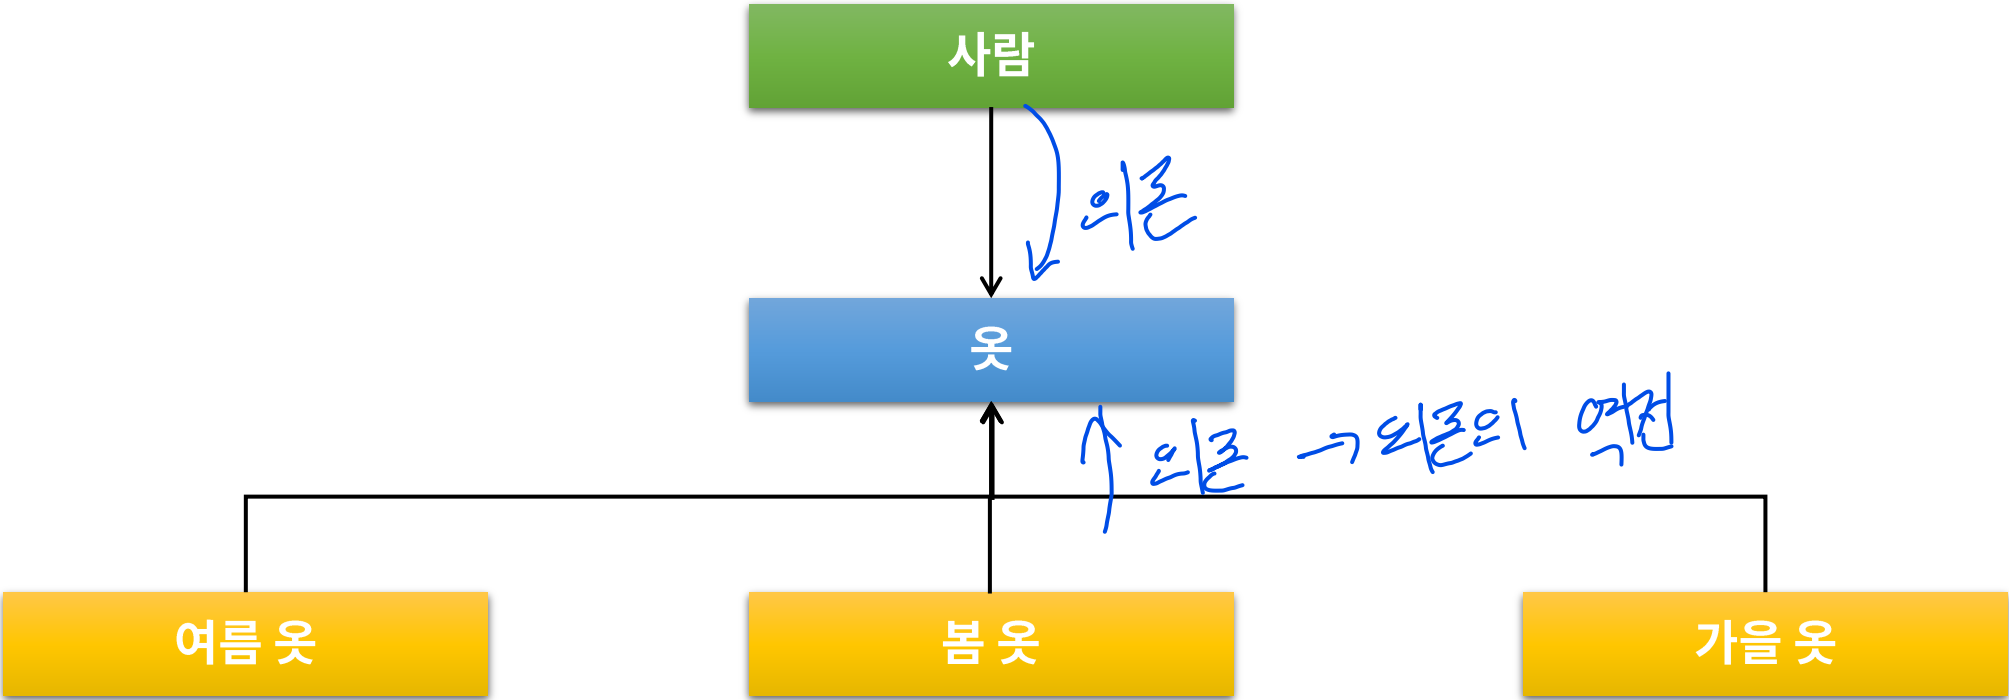 사람
의존
옷
의존 → 의존의 역전
여름 옷
봄 옷
가을 옷